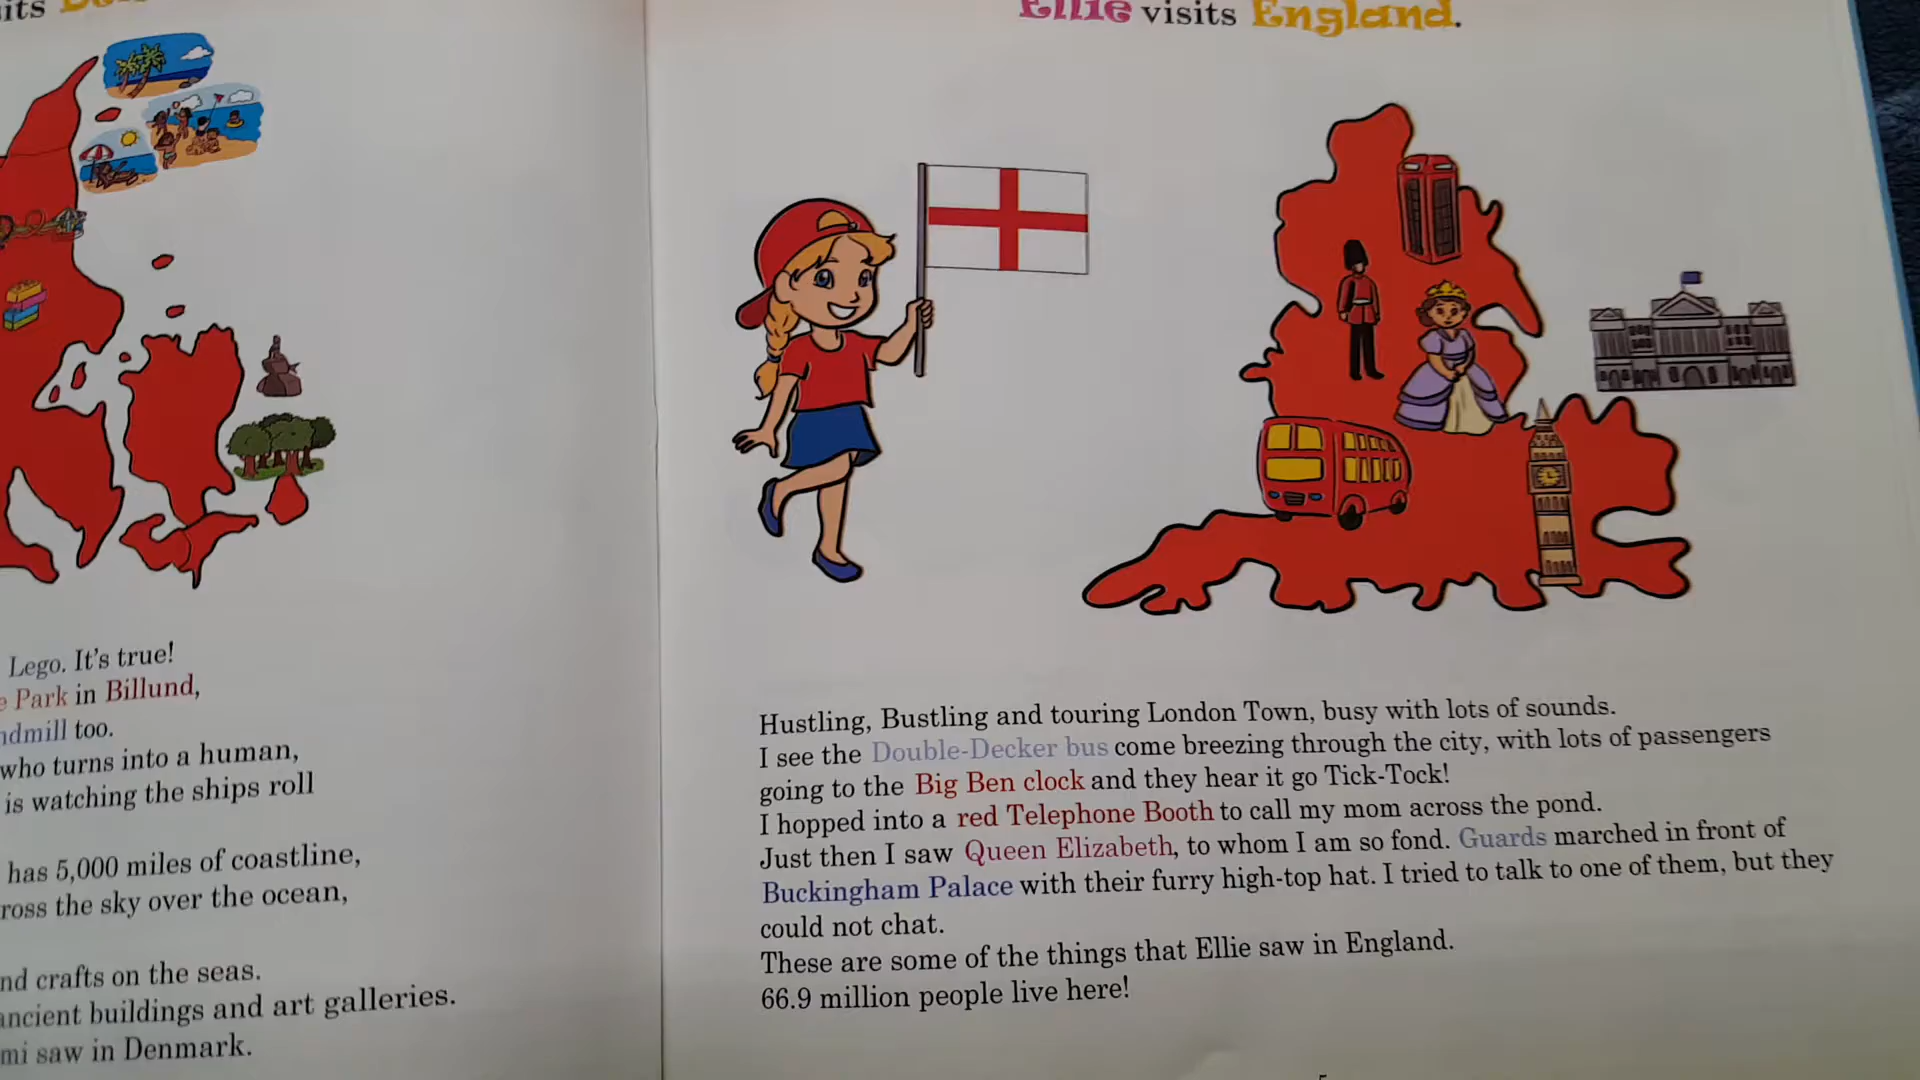 its
Lego. It's true!
Park in Billund,
ndmill too.
who turns into a human,
is watching the ships roll
has 5,000 miles of coastline,
ross the sky over the ocean,
nd crafts on the seas.
ancient buildings and art galleries.
mi saw in Denmark.
Ellie visits England.
Hustling, Bustling and touring London Town, busy with lots of sounds.
I see the Double-Decker bus come breezing through the city, with lots of passengers
going to the Big Ben clock and they hear it go Tick-Tock!
I hopped into a red Telephone Booth to call my mom across the pond.
Just then I saw Queen Elizabeth, to whom I am so fond. Guards marched in front of
Buckingham Palace with their furry high-top hat. I tried to talk to one of them, but they
could not chat.
These are some of the things that Ellie saw in England.
66.9 million people live here!